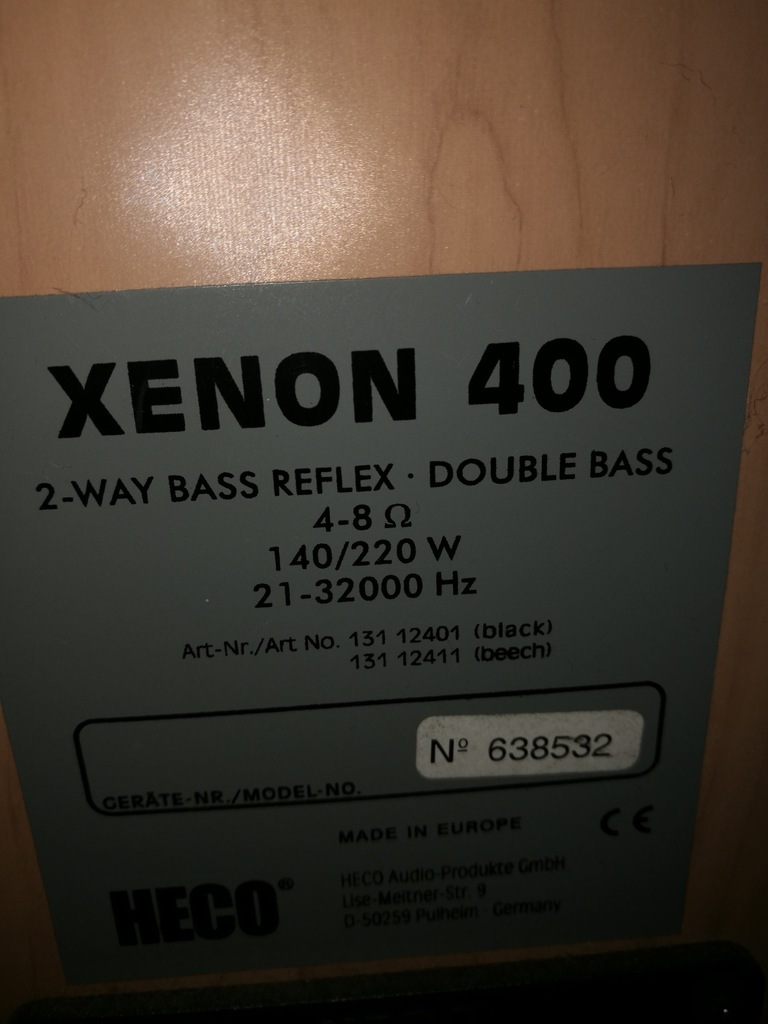 XENON 400
2-WAY BASS REFLEX · DOUBLE BASS
4-8 Ω
140/220 W
21-32000 Hz
Art-Nr./Art No. 131 12401 (black)
131 12411 (beech)
Nº 638532
GERÄTE-NR./MODEL-NO.
MADE IN EUROPE CE
HECO®
HECO Audio-Produkte GmbH
Lise-Meitner-Str. 9
D-50259 Pulheim · Germany